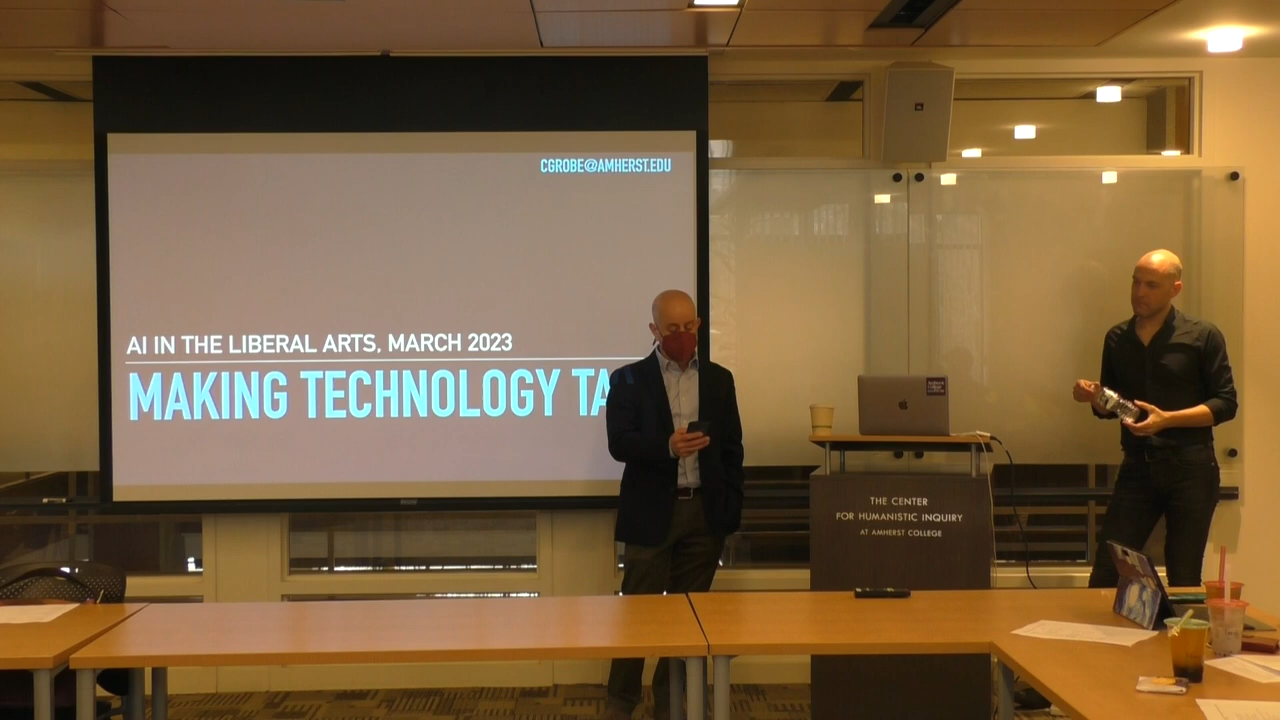 CGROBE@AMHERST.EDU
AI IN THE LIBERAL ARTS, MARCH 2023
MAKING TECHNOLOGY TA
THE CENTER
FOR HUMANISTIC INQUIRY
AT AMHERST COLLEGE